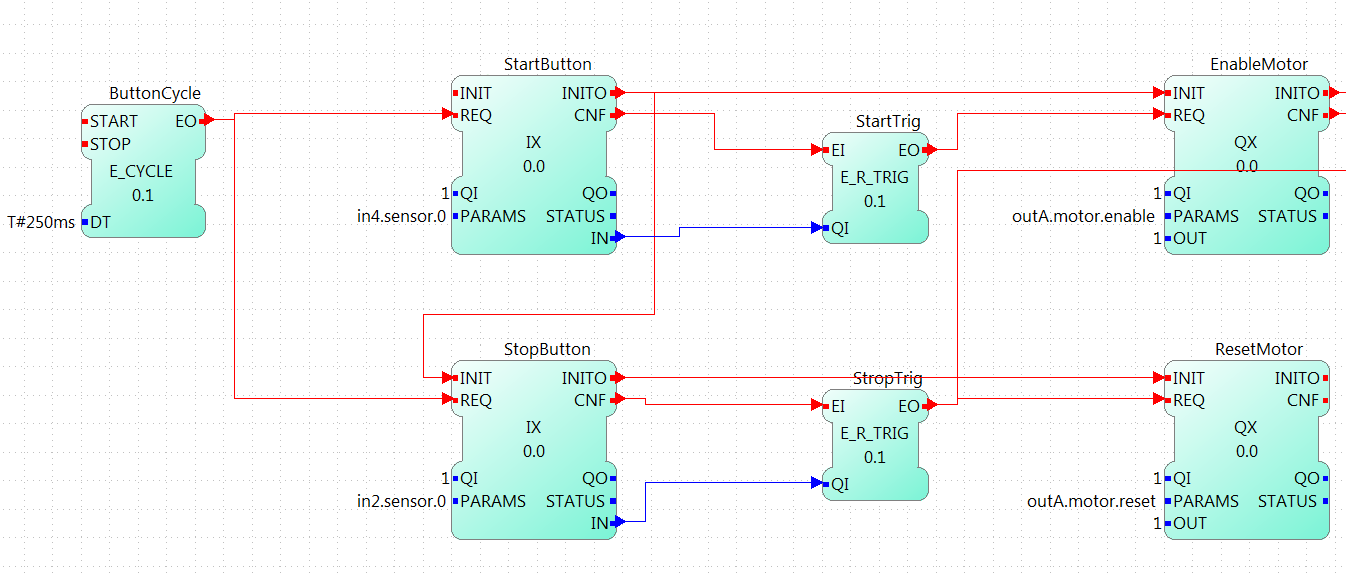 ButtonCycle
START EO
STOP
E_CYCLE
0.1
T#250ms DT
StartButton
INIT INITO
REQ CNF
IX
0.0
1 QI QO
in4.sensor.0 PARAMS STATUS
IN
StartTrig
EI EO
E_R_TRIG
0.1
QI
EnableMotor
INIT INITO
REQ CNF
QX
0.0
1 QI QO
outA.motor.enable PARAMS STATUS
1 OUT
StopButton
INIT INITO
REQ CNF
IX
0.0
1 QI QO
in2.sensor.0 PARAMS STATUS
IN
StropTrig
EI EO
E_R_TRIG
0.1
QI
ResetMotor
INIT INITO
REQ CNF
QX
0.0
1 QI QO
outA.motor.reset PARAMS STATUS
1 OUT